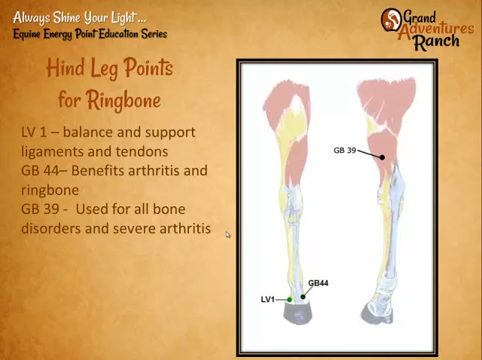 Always Shine Your Light...
Equine Energy Point Education Series
Grand
Adventures
Ranch
Hind Leg Points
for Ringbone
LV 1 – balance and support
ligaments and tendons
GB 44– Benefits arthritis and
ringbone
GB 39 - Used for all bone
disorders and severe arthritis
GB 39
GB44
LV1